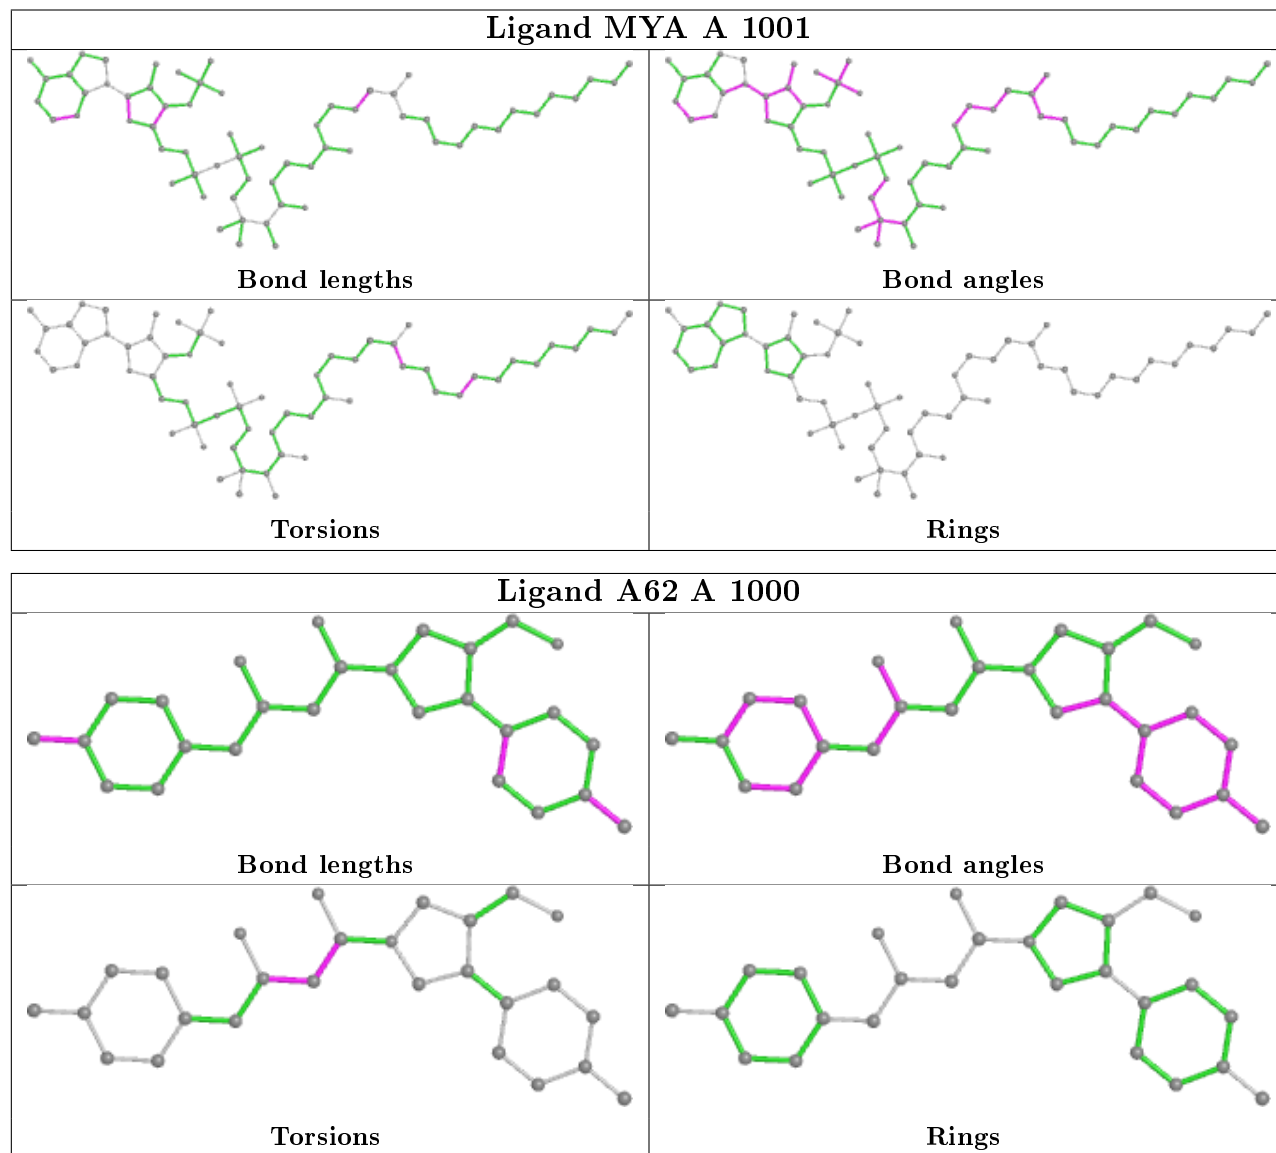 Ligand MYA A 1001
Bond lengths
Bond angles
Torsions
Rings
Ligand A62 A 1000
Bond lengths
Bond angles
Torsions
Rings